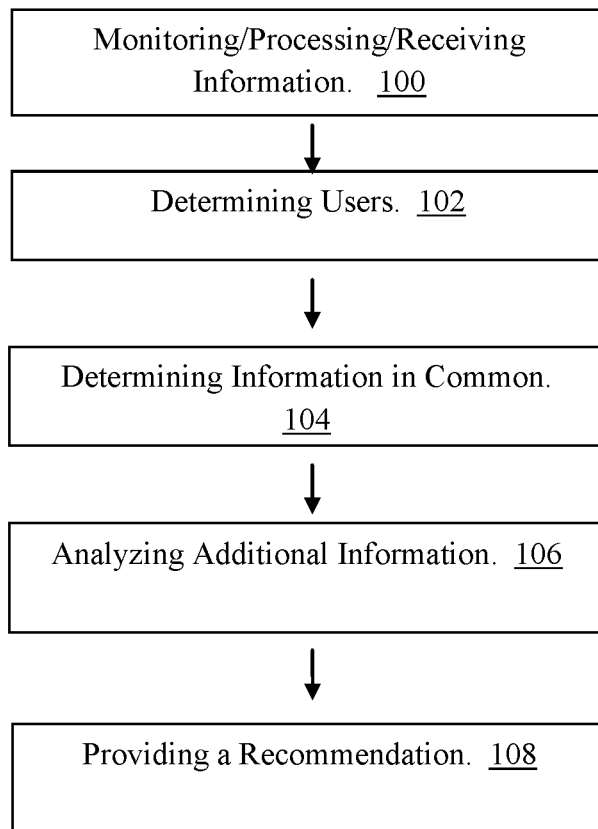 Monitoring/Processing/Receiving
Information. 100
Determining Users. 102
Determining Information in Common.
104
Analyzing Additional Information. 106
Providing a Recommendation. 108